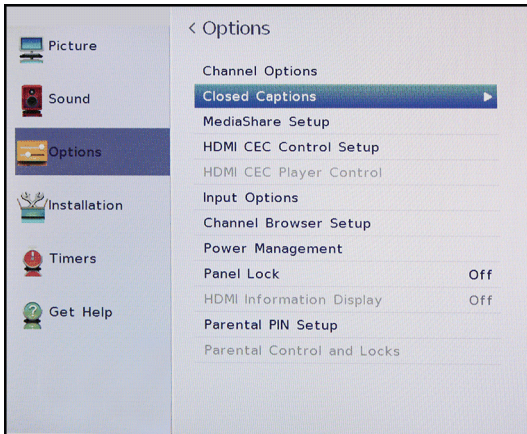 Picture
Sound
Options
Installation
Timers
Get Help
< Options
Channel Options
Closed Captions
MediaShare Setup
HDMI CEC Control Setup
HDMI CEC Player Control
Input Options
Channel Browser Setup
Power Management
Panel Lock Off
HDMI Information Display Off
Parental PIN Setup
Parental Control and Locks